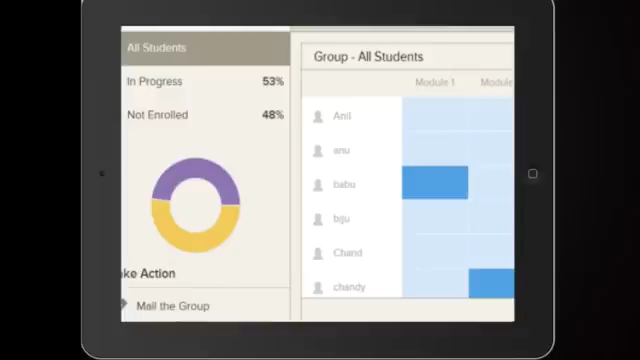 All Students
In Progress 53%
Not Enrolled 48%
ke Action
Mail the Group
Group - All Students
Module 1 Module
Anil
anu
babu
biju
Chand
chandy